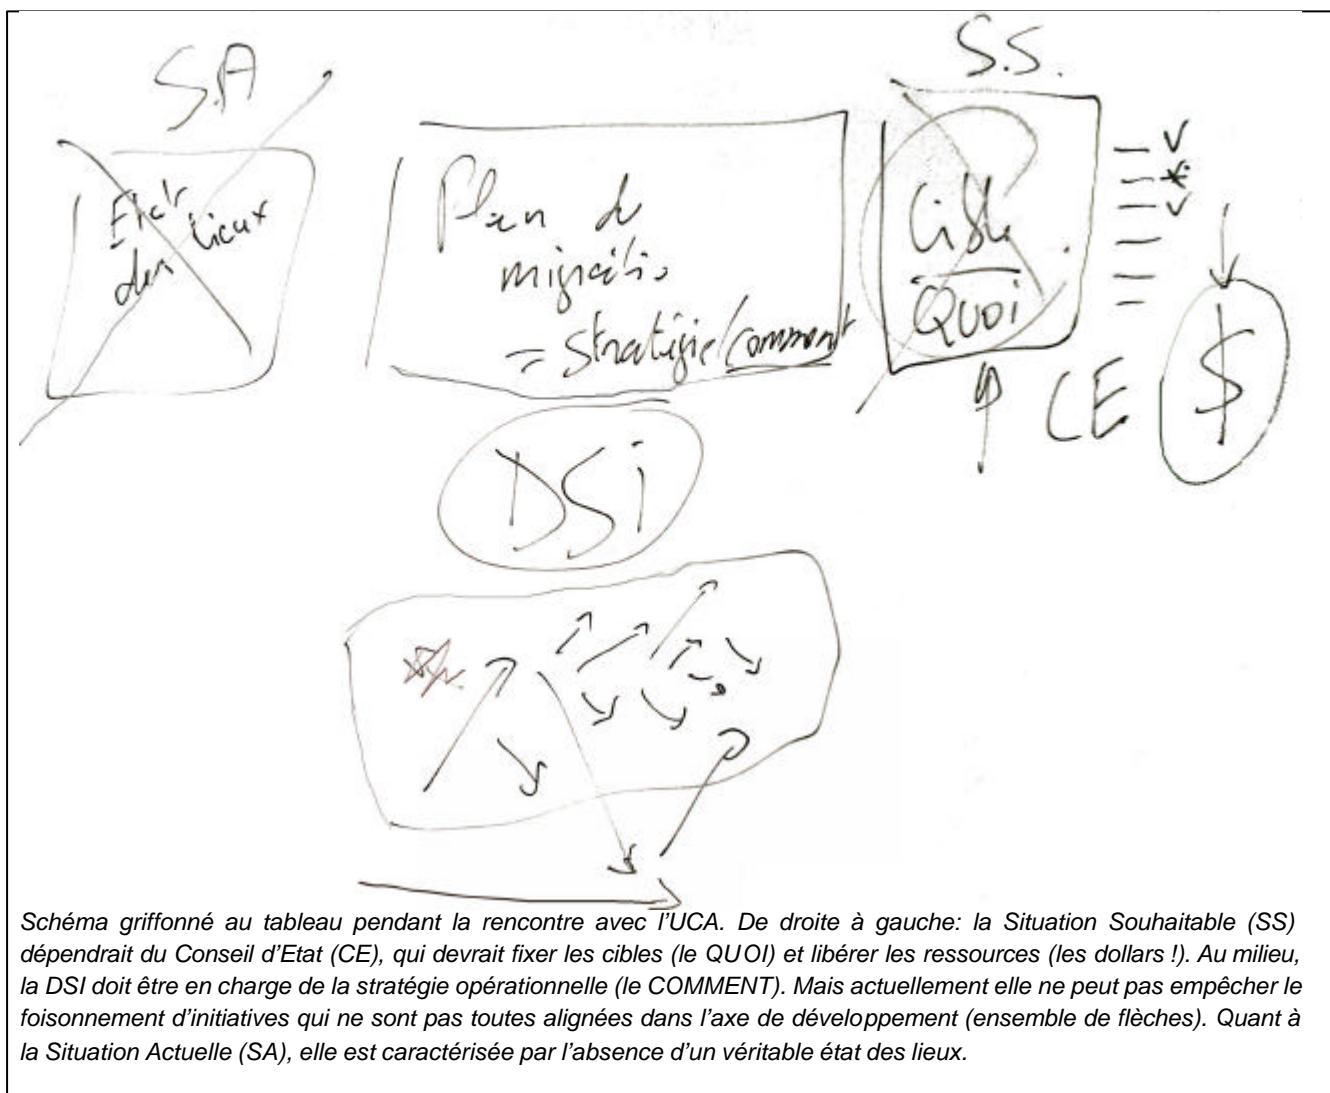 S.A
S.S.
Etat
des lieux
Plan de
migration
= stratégie/comment
Cible
QUOI
CE
$
DSi
Schéma griffonné au tableau pendant la rencontre avec l'UCA. De droite à gauche: la Situation Souhaitable (SS)
dépendrait du Conseil d'Etat (CE), qui devrait fixer les cibles (le QUOI) et libérer les ressources (les dollars !). Au milieu,
la DSI doit être en charge de la stratégie opérationnelle (le COMMENT). Mais actuellement elle ne peut pas empêcher le
foisonnement d'initiatives qui ne sont pas toutes alignées dans l'axe de développement (ensemble de flèches). Quant à
la Situation Actuelle (SA), elle est caractérisée par l'absence d'un véritable état des lieux.